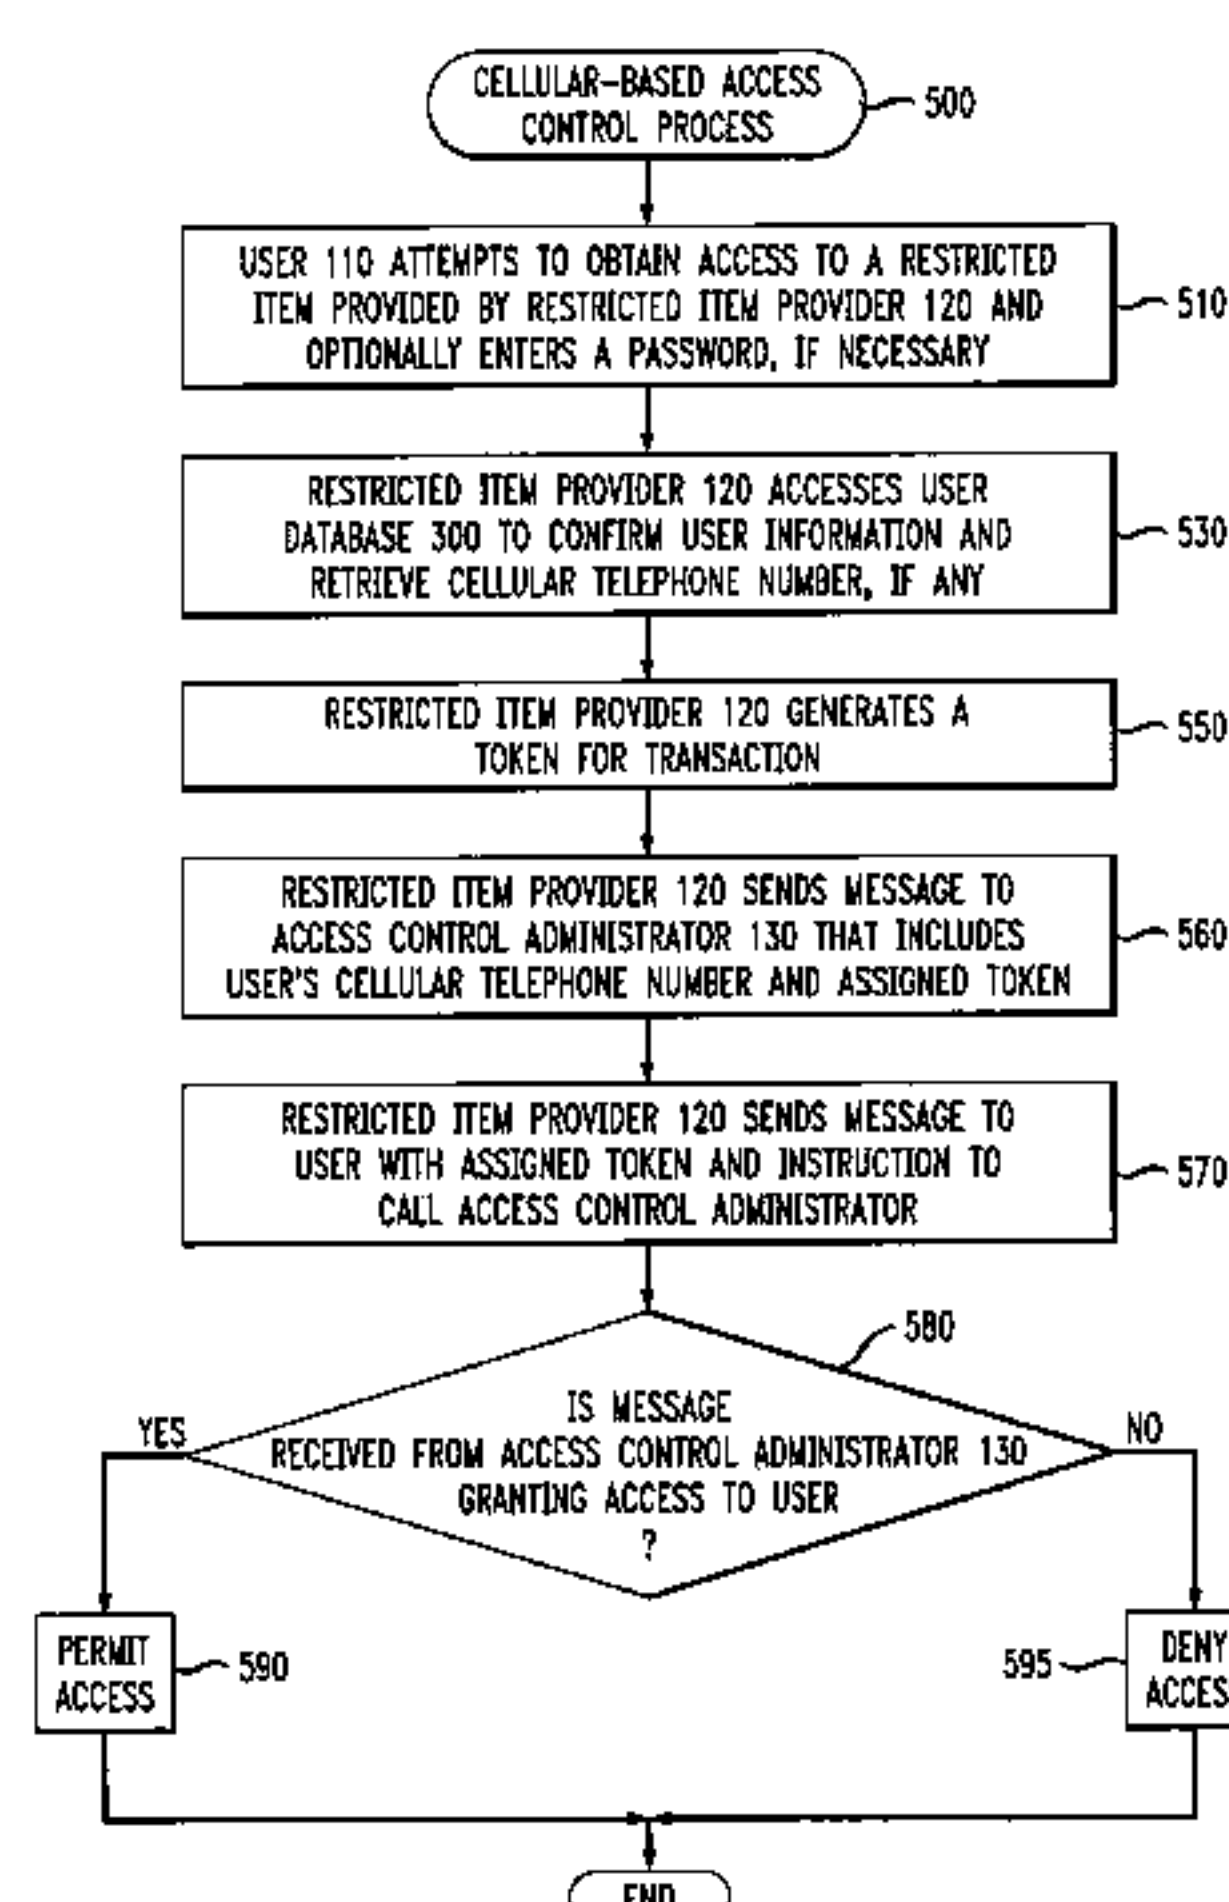 CELLULAR-BASED ACCESS
CONTROL PROCESS
500
USER 110 ATTEMPTS TO OBTAIN ACCESS TO A RESTRICTED
ITEM PROVIDED BY RESTRICTED ITEM PROVIDER 120 AND
OPTIONALLY ENTERS A PASSWORD, IF NECESSARY
510
RESTRICTED ITEM PROVIDER 120 ACCESSES USER
DATABASE 300 TO CONFIRM USER INFORMATION AND
RETRIEVE CELLULAR TELEPHONE NUMBER, IF ANY
530
RESTRICTED ITEM PROVIDER 120 GENERATES A
TOKEN FOR TRANSACTION
550
RESTRICTED ITEM PROVIDER 120 SENDS MESSAGE TO
ACCESS CONTROL ADMINISTRATOR 130 THAT INCLUDES
USER'S CELLULAR TELEPHONE NUMBER AND ASSIGNED TOKEN
560
RESTRICTED ITEM PROVIDER 120 SENDS MESSAGE TO
USER WITH ASSIGNED TOKEN AND INSTRUCTION TO
CALL ACCESS CONTROL ADMINISTRATOR
570
580
IS MESSAGE
RECEIVED FROM ACCESS CONTROL ADMINISTRATOR 130
GRANTING ACCESS TO USER
?
YES
NO
PERMIT
ACCESS
590
595
DENY
ACCES
END